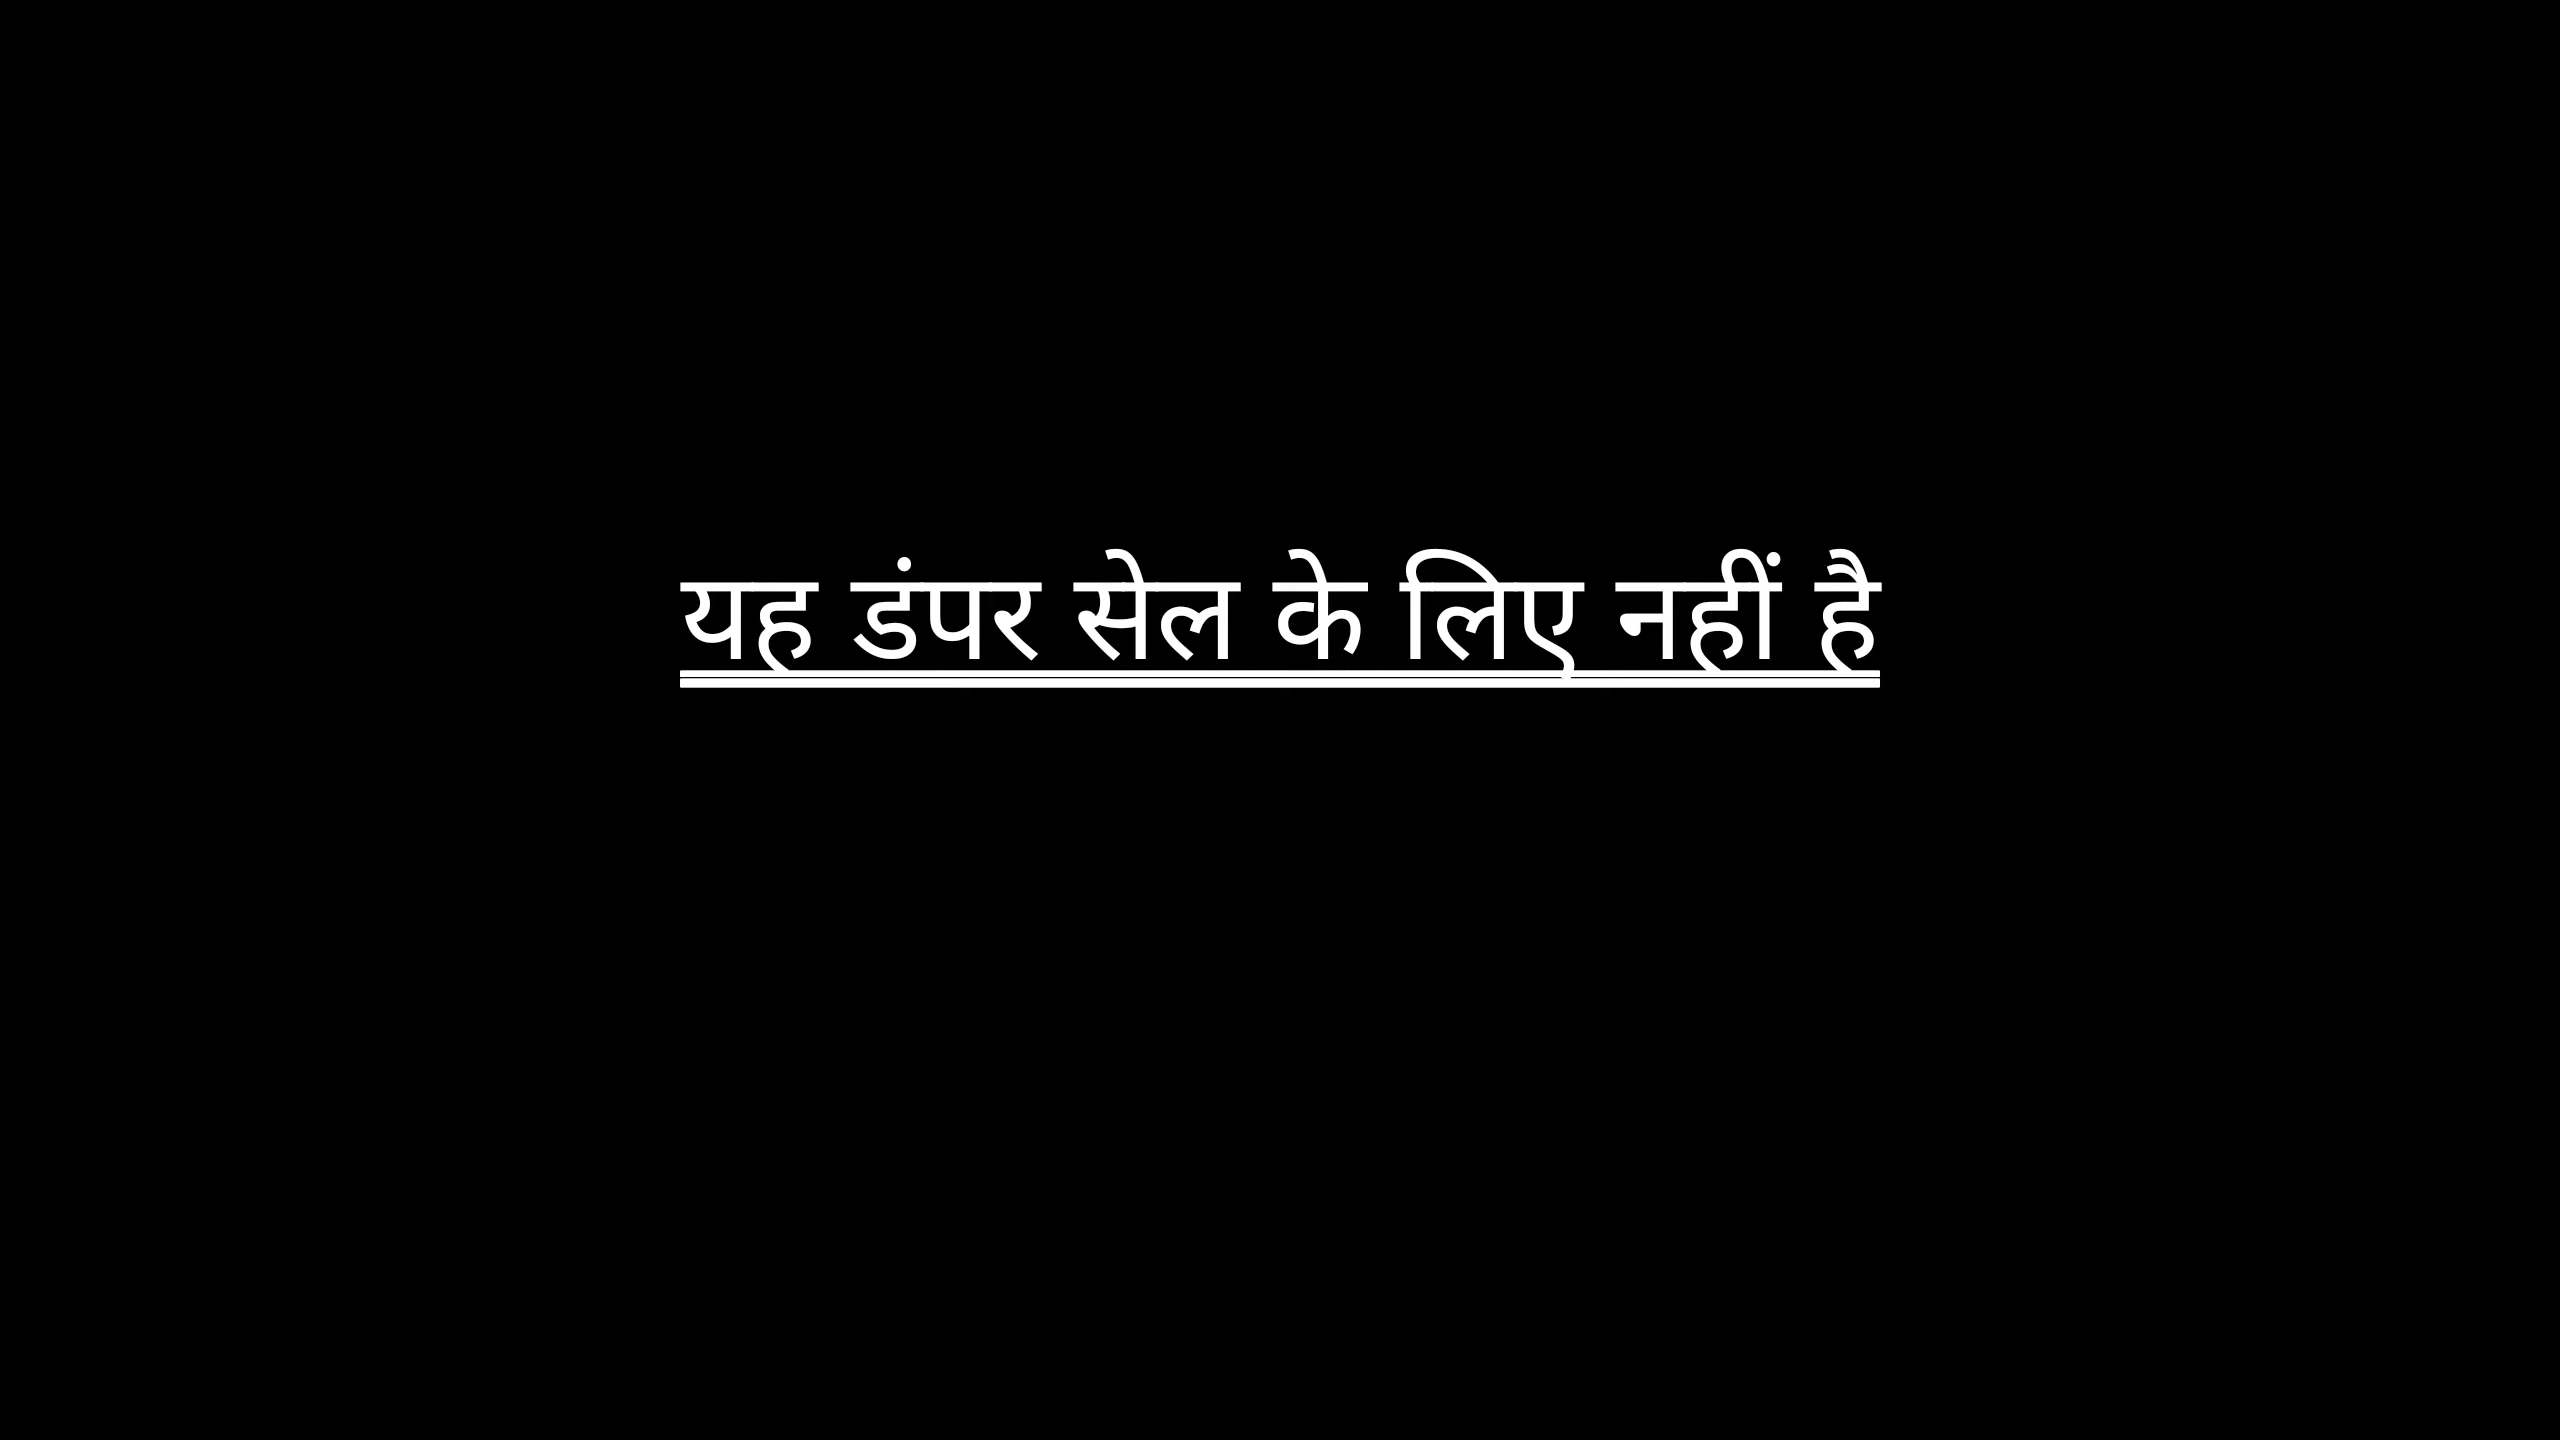 यह डंपर सेल के लिए नहीं है